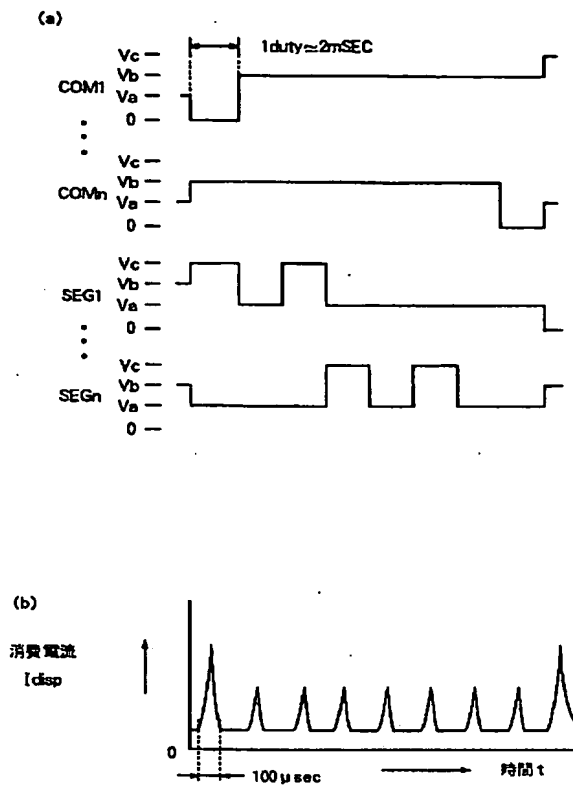 (a)
1duty≃2mSEC
Vc
Vb
COM1
Va
0
Vc
Vb
COMn
Va
0
Vc
Vb
SEG1
Va
0
Vc
Vb
SEGn
Va
0
(b)
消費電流
Idisp
0
100μsec
時間 t